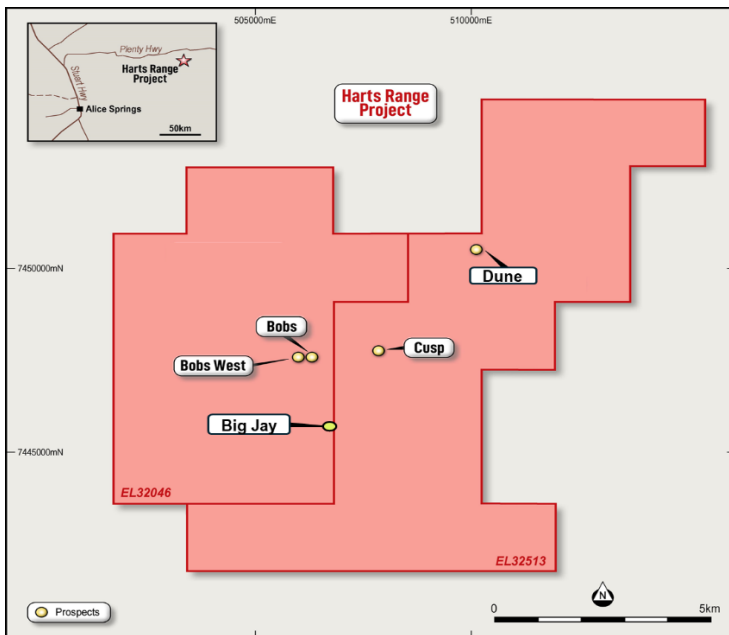 505000mE
510000mE
Plenty Hwy
Harts Range
Project
Stuart Hwy
Alice Springs
50km
Harts Range
Project
7450000mN
Dune
Bobs
Bobs West
Cusp
Big Jay
7445000mN
EL32046
EL32513
Prospects
N
0
5km